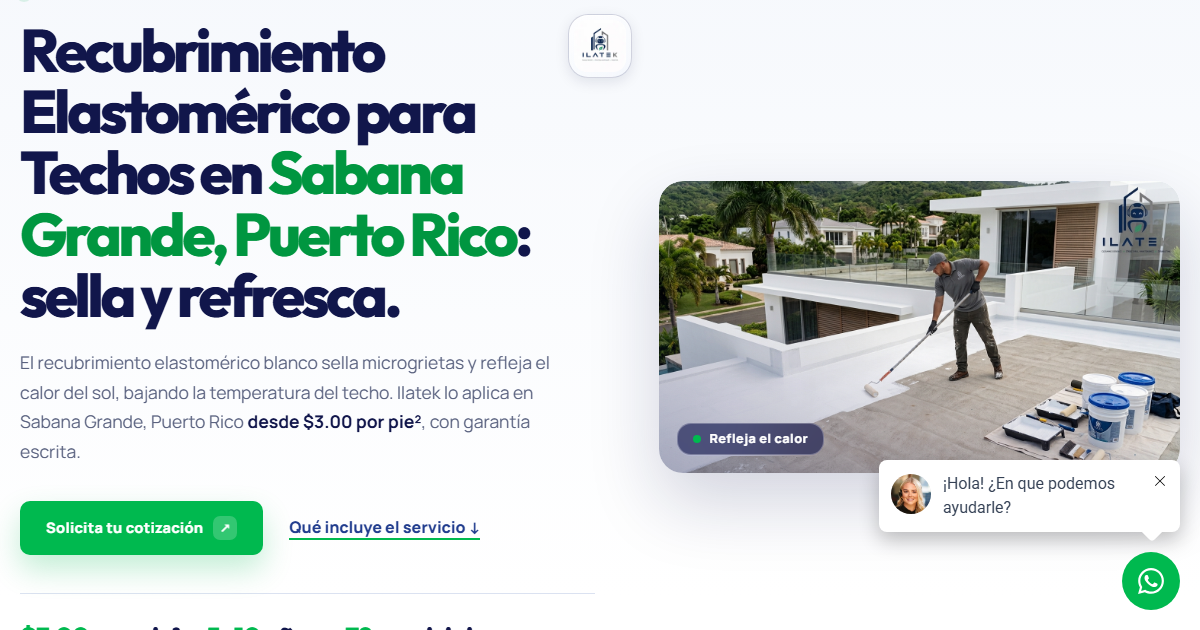 ILATEK
Recubrimiento
Elastomérico para
Techos en Sabana
Grande, Puerto Rico:
sella y refresca.
El recubrimiento elastomérico blanco sella microgrietas y refleja el
calor del sol, bajando la temperatura del techo. Ilatek lo aplica en
Sabana Grande, Puerto Rico desde $3.00 por pie², con garantía
escrita.
Solicita tu cotización ↗
Qué incluye el servicio ↓
ILATE
Refleja el calor
¡Hola! ¿En que podemos
ayudarle?